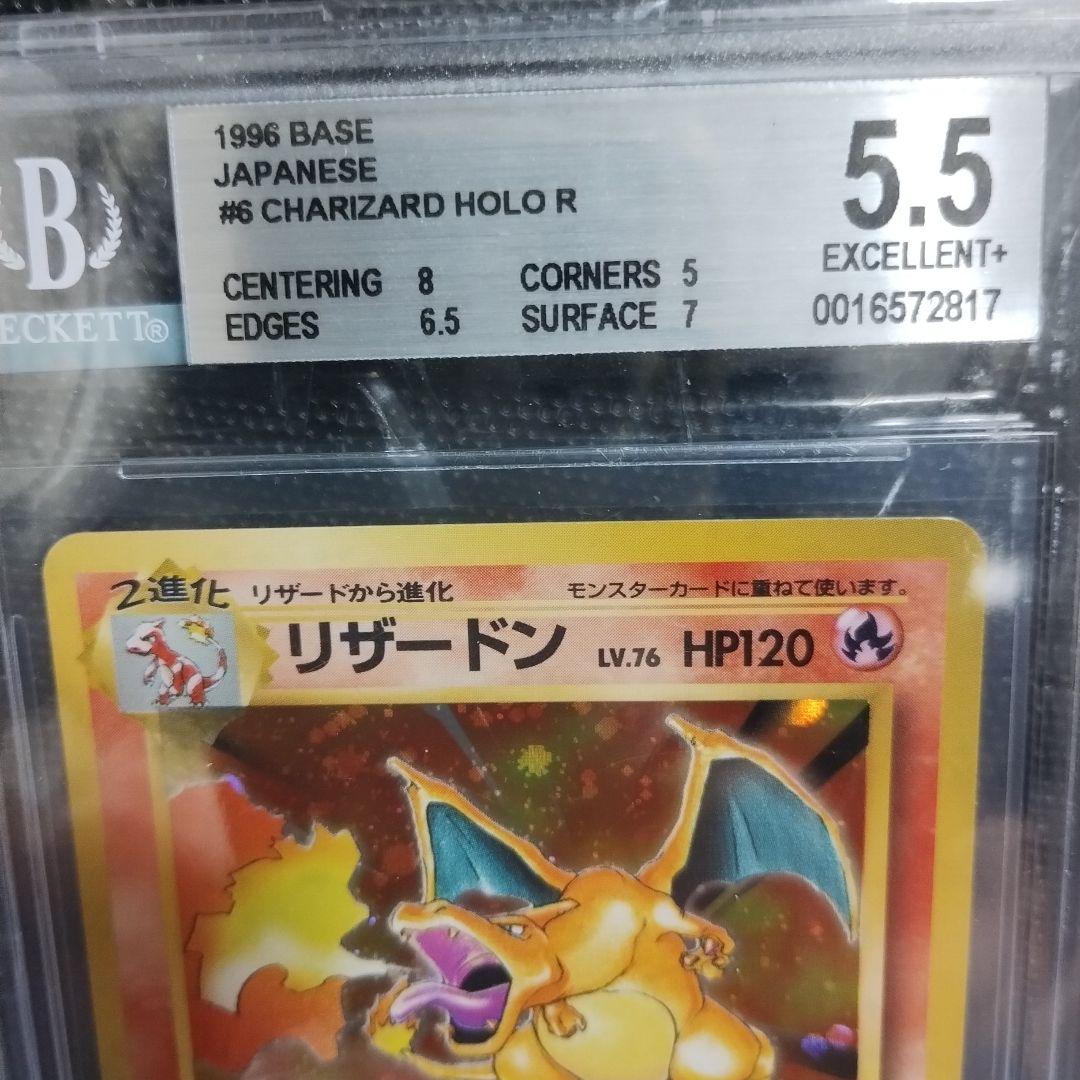 B
ECKETT®
1996 BASE
JAPANESE
#6 CHARIZARD HOLO R
CENTERING 8 CORNERS 5
EDGES 6.5 SURFACE 7
5.5
EXCELLENT+
0016572817
2進化 リザードから進化 モンスターカードに重ねて使います。
リザードン LV.76 HP120